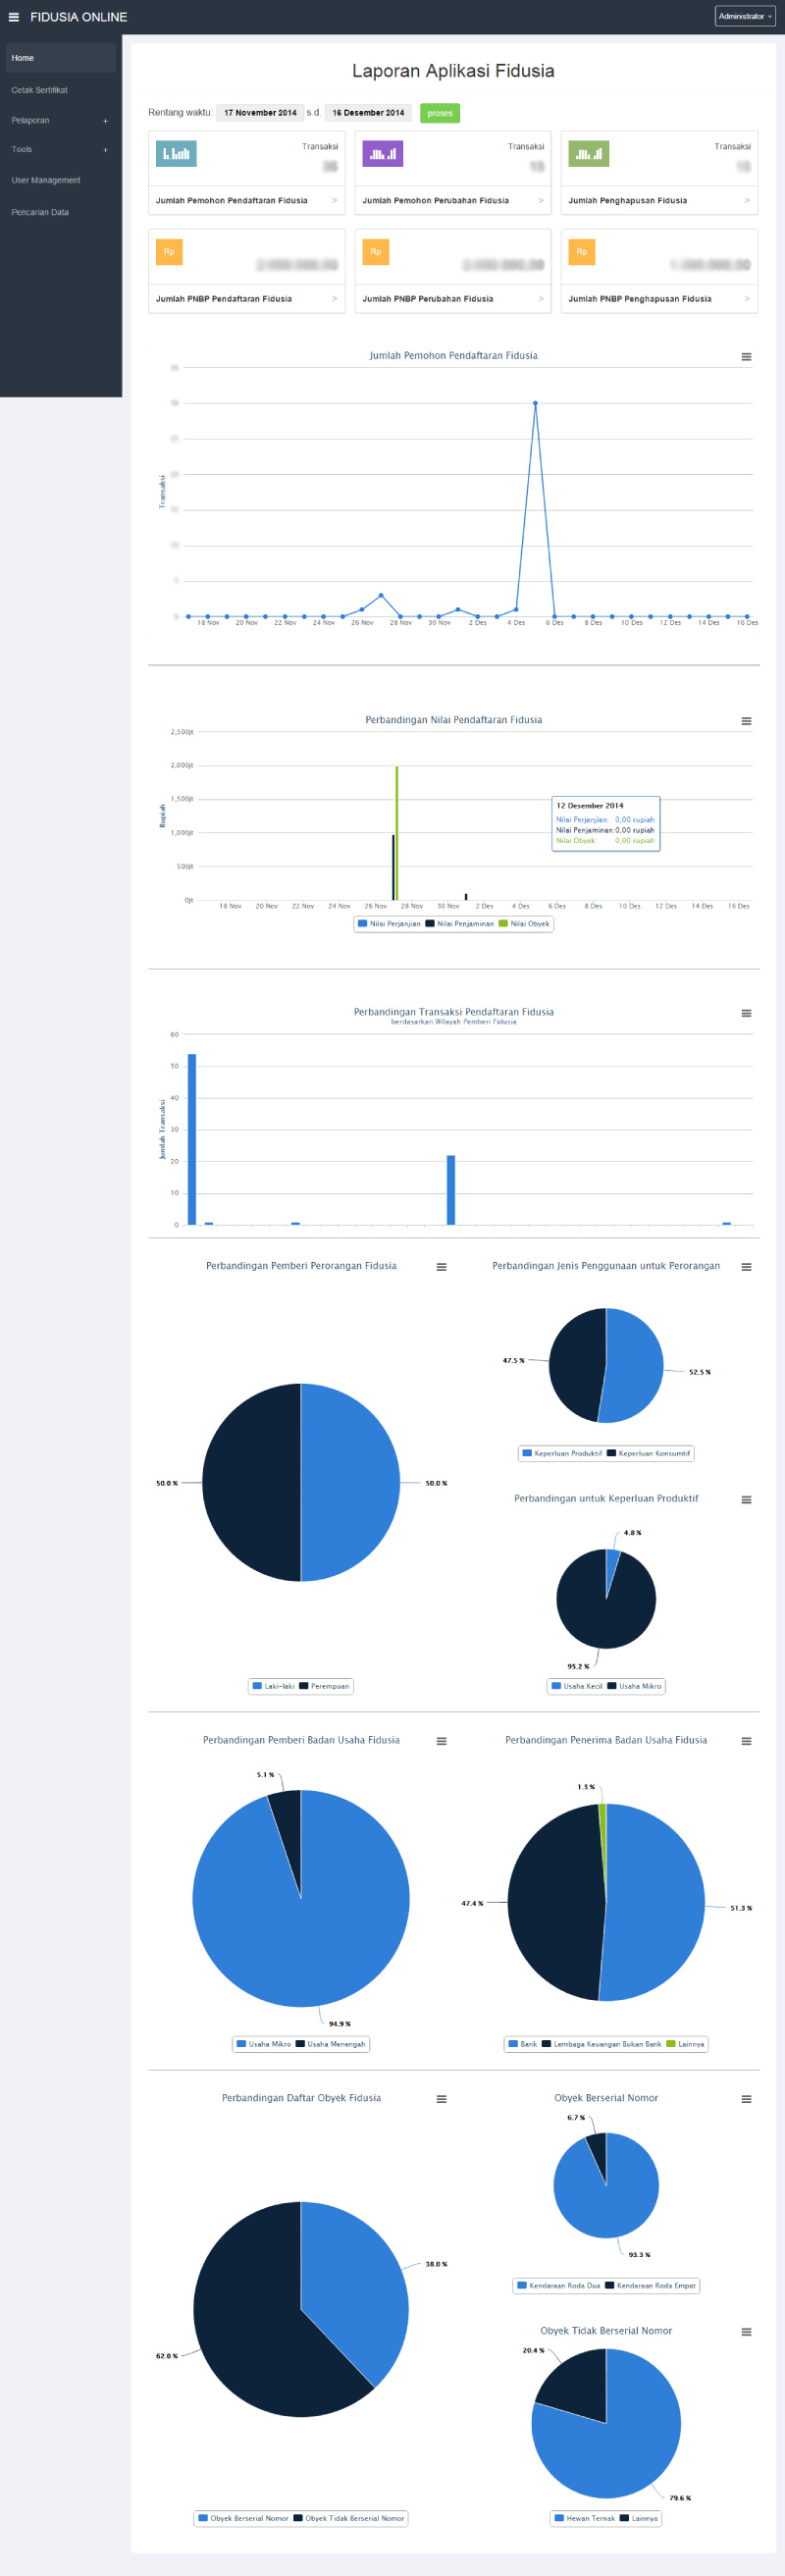 FIDUSIA ONLINE
Administrator
Home
Cetak Sertifikat
Pelaporan +
Tools +
User Management
Pencarian Data
Laporan Aplikasi Fidusia
Rentang waktu: 17 November 2014 s.d. 16 Desember 2014 proses
Transaksi
Jumlah Pemohon Pendaftaran Fidusia >
Transaksi
Jumlah Pemohon Perubahan Fidusia >
Transaksi
Jumlah Penghapusan Fidusia >
Rp
Jumlah PNBP Pendaftaran Fidusia >
Rp
Jumlah PNBP Perubahan Fidusia >
Rp
Jumlah PNBP Penghapusan Fidusia >
Jumlah Pemohon Pendaftaran Fidusia
Transaksi
18 Nov 20 Nov 22 Nov 24 Nov 26 Nov 28 Nov 30 Nov 2 Des 4 Des 6 Des 8 Des 10 Des 12 Des 14 Des 16 Des
Perbandingan Nilai Pendaftaran Fidusia
Rupiah
2,500jt
2,000jt
1,500jt
1,000jt
500jt
0jt
12 Desember 2014
Nilai Perjanjian: 0,00 rupiah
Nilai Penjaminan: 0,00 rupiah
Nilai Obyek: 0,00 rupiah
18 Nov 20 Nov 22 Nov 24 Nov 26 Nov 28 Nov 30 Nov 2 Des 4 Des 6 Des 8 Des 10 Des 12 Des 14 Des 16 Des
Nilai Perjanjian Nilai Penjaminan Nilai Obyek
Perbandingan Transaksi Pendaftaran Fidusia
berdasarkan Wilayah Pemberi Fidusia
Jumlah Transaksi
60
50
40
30
20
10
0
Perbandingan Pemberi Perorangan Fidusia
50.0 %
50.0 %
Laki-laki Perempuan
Perbandingan Jenis Penggunaan untuk Perorangan
47.5 %
52.5 %
Keperluan Produktif Keperluan Konsumtif
Perbandingan untuk Keperluan Produktif
4.8 %
95.2 %
Usaha Kecil Usaha Mikro
Perbandingan Pemberi Badan Usaha Fidusia
5.1 %
94.9 %
Usaha Mikro Usaha Menengah
Perbandingan Penerima Badan Usaha Fidusia
1.3 %
47.4 %
51.3 %
Bank Lembaga Keuangan Bukan Bank Lainnya
Perbandingan Daftar Obyek Fidusia
38.0 %
62.0 %
Obyek Berserial Nomor Obyek Tidak Berserial Nomor
Obyek Berserial Nomor
6.7 %
93.3 %
Kendaraan Roda Dua Kendaraan Roda Empat
Obyek Tidak Berserial Nomor
20.4 %
79.6 %
Hewan Ternak Lainnya